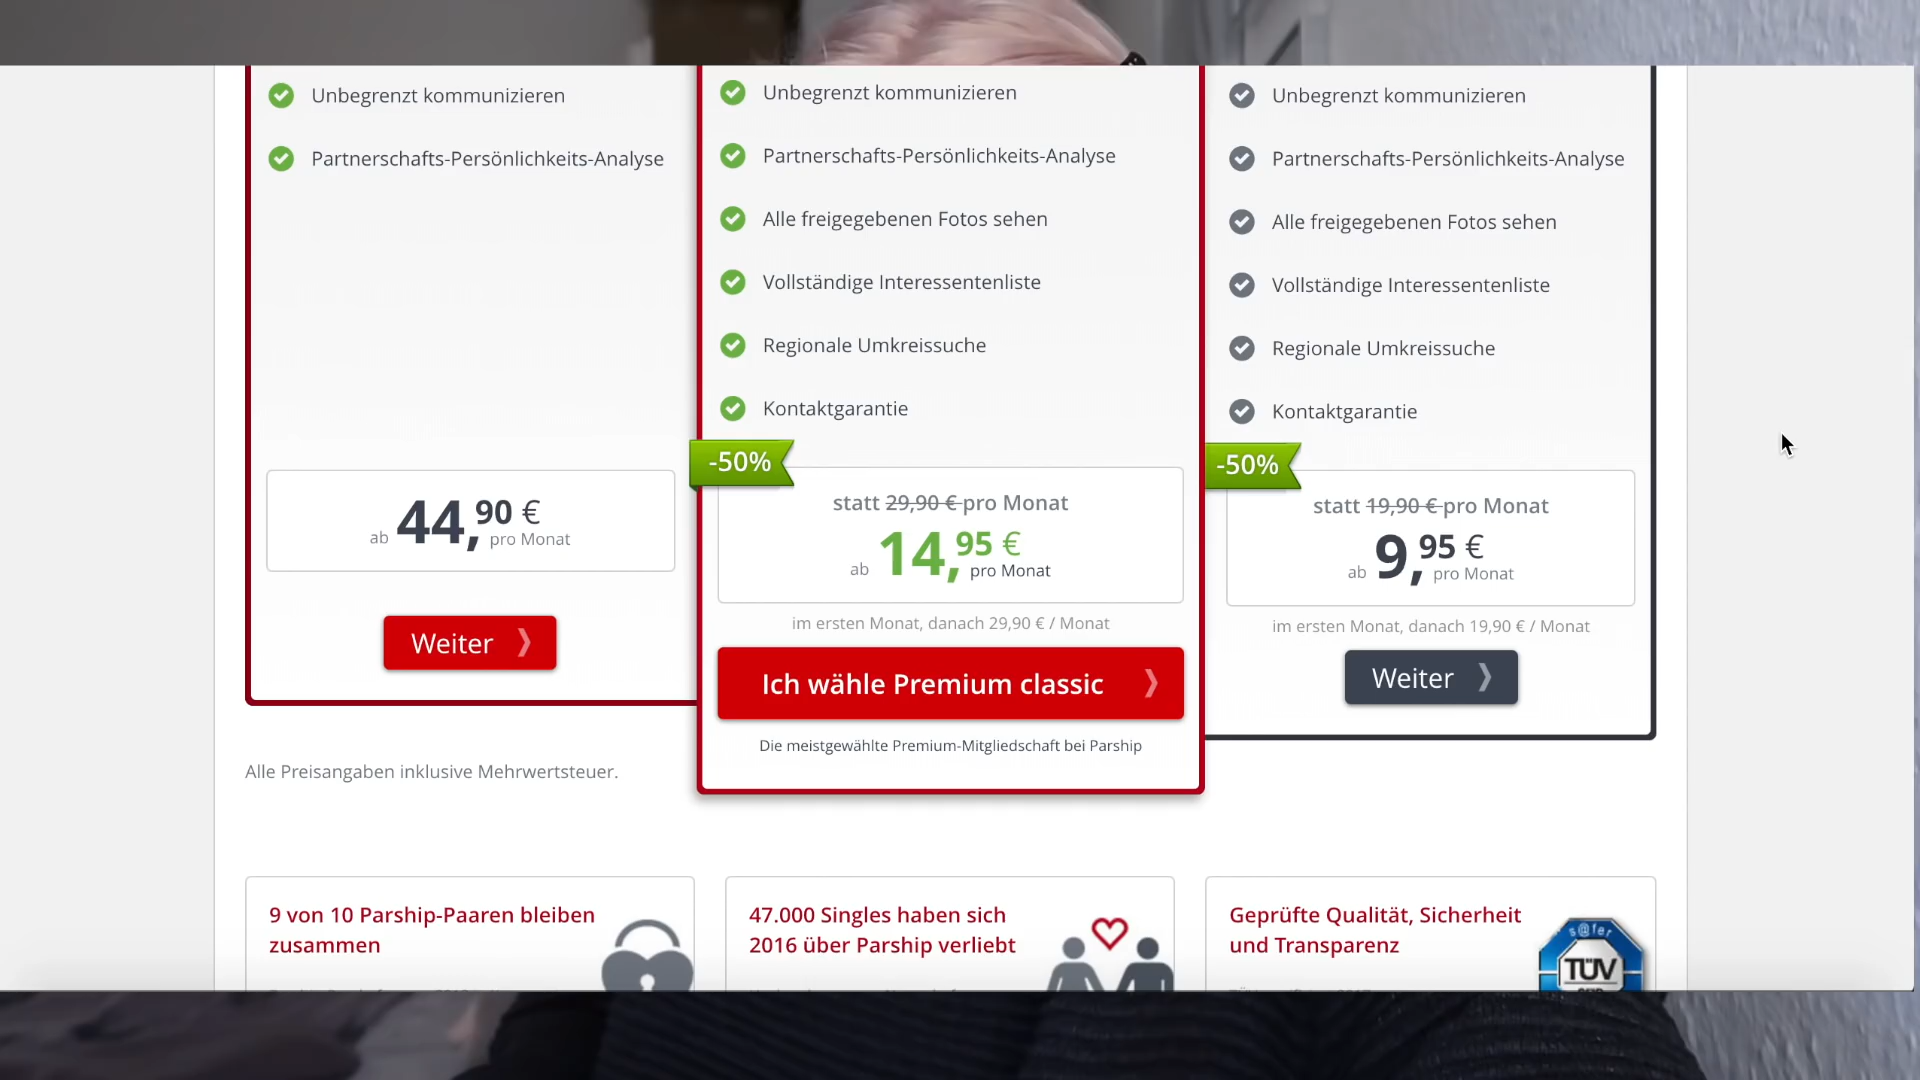 Unbegrenzt kommunizieren
Partnerschafts-Persönlichkeits-Analyse
ab 44,90 €
pro Monat
Weiter
Alle Preisangaben inklusive Mehrwertsteuer.
Unbegrenzt kommunizieren
Partnerschafts-Persönlichkeits-Analyse
Alle freigegebenen Fotos sehen
Vollständige Interessentenliste
Regionale Umkreissuche
Kontaktgarantie
-50%
statt 29,90 € pro Monat
ab 14,95 €
pro Monat
im ersten Monat, danach 29,90 € / Monat
Ich wähle Premium classic
Die meistgewählte Premium-Mitgliedschaft bei Parship
Unbegrenzt kommunizieren
Partnerschafts-Persönlichkeits-Analyse
Alle freigegebenen Fotos sehen
Vollständige Interessentenliste
Regionale Umkreissuche
Kontaktgarantie
-50%
statt 19,90 € pro Monat
ab 9,95 €
pro Monat
im ersten Monat, danach 19,90 € / Monat
Weiter
9 von 10 Parship-Paaren bleiben
zusammen
47.000 Singles haben sich
2016 über Parship verliebt
Geprüfte Qualität, Sicherheit
und Transparenz
s@fer
TÜV